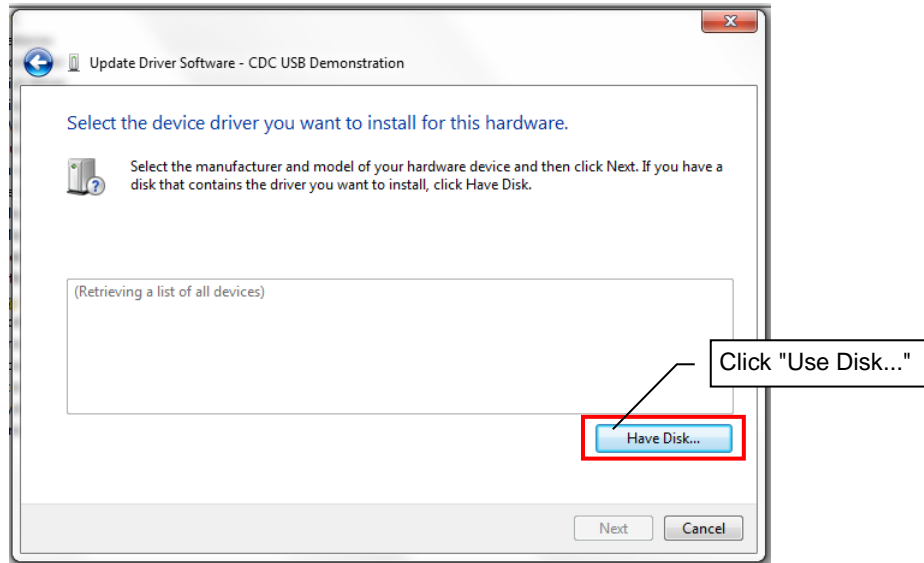 x
Update Driver Software - CDC USB Demonstration
Select the device driver you want to install for this hardware.
Select the manufacturer and model of your hardware device and then click Next. If you have a
disk that contains the driver you want to install, click Have Disk.
?
(Retrieving a list of all devices)
Click "Use Disk..."
Have Disk...
Next
Cancel